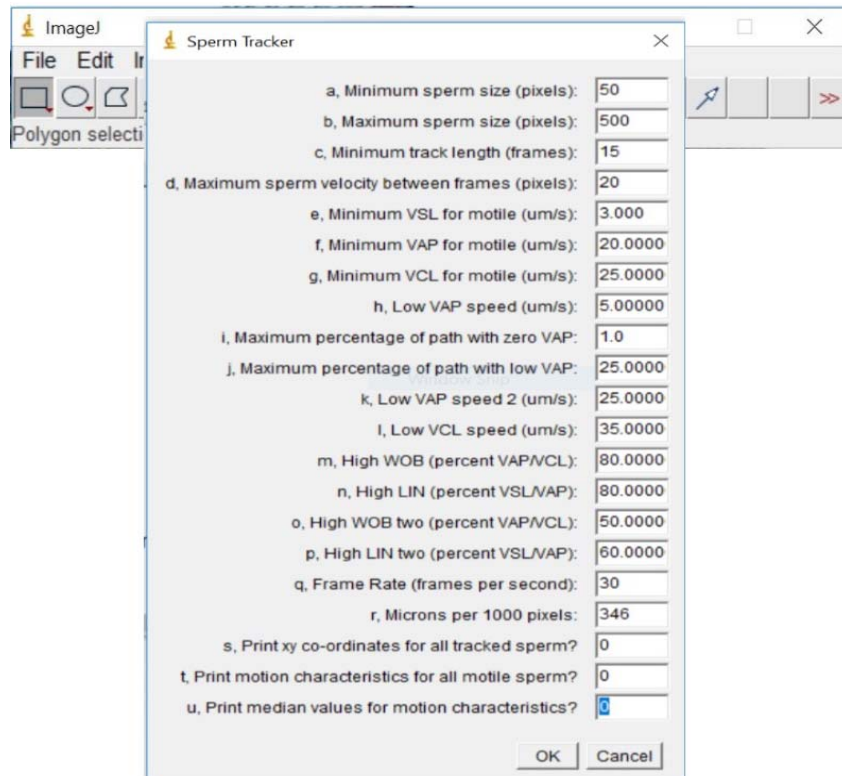 ImageJ
Sperm Tracker
File Edit
Polygon selecti
>>
a, Minimum sperm size (pixels): 50
b, Maximum sperm size (pixels): 500
c, Minimum track length (frames): 15
d, Maximum sperm velocity between frames (pixels): 20
e, Minimum VSL for motile (um/s): 3.000
f, Minimum VAP for motile (um/s): 20.0000
g, Minimum VCL for motile (um/s): 25.0000
h, Low VAP speed (um/s): 5.00000
i, Maximum percentage of path with zero VAP: 1.0
j, Maximum percentage of path with low VAP: 25.0000
k, Low VAP speed 2 (um/s): 25.0000
l, Low VCL speed (um/s): 35.0000
m, High WOB (percent VAP/VCL): 80.0000
n, High LIN (percent VSL/VAP): 80.0000
o, High WOB two (percent VAP/VCL): 50.0000
p, High LIN two (percent VSL/VAP): 60.0000
q, Frame Rate (frames per second): 30
r, Microns per 1000 pixels: 346
s, Print xy co-ordinates for all tracked sperm? 0
t, Print motion characteristics for all motile sperm? 0
u, Print median values for motion characteristics? 0
OK Cancel